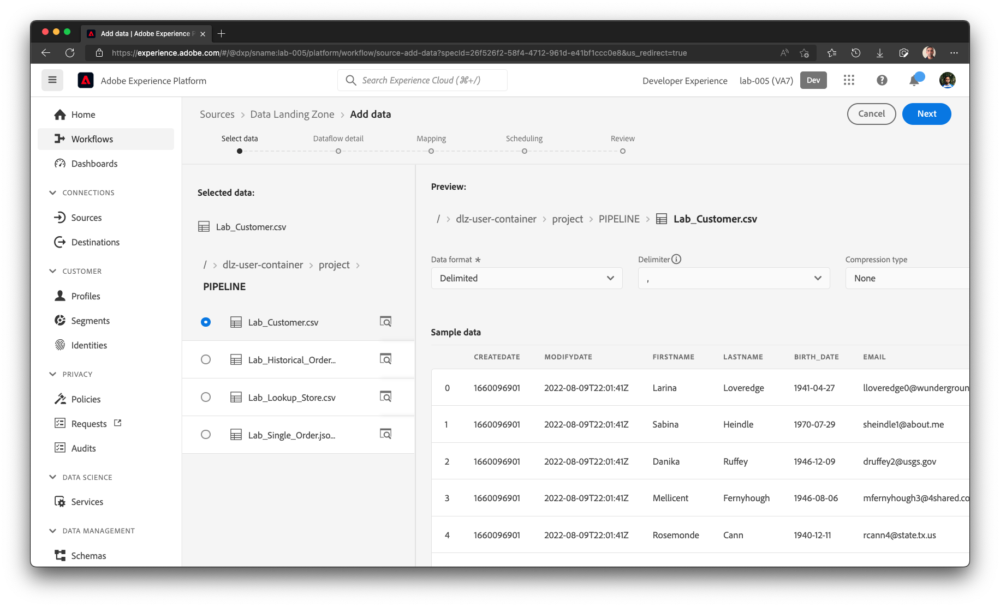 Add data | Adobe Experience P
https://experience.adobe.com/#/@dxp/sname:lab-005/platform/workflow/source-add-data?specId=26f526f2-58f4-4712-961d-e41bf1ccc0e8&us_redirect=true
Adobe Experience Platform
Search Experience Cloud (⌘+/)
Developer Experience
lab-005 (VA7)
Dev
Home
Workflows
Dashboards
CONNECTIONS
Sources
Destinations
CUSTOMER
Profiles
Segments
Identities
PRIVACY
Policies
Requests
Audits
DATA SCIENCE
Services
DATA MANAGEMENT
Schemas
Sources > Data Landing Zone > Add data
Cancel
Next
Select data
Dataflow detail
Mapping
Scheduling
Review
Selected data:
Lab_Customer.csv
/ > dlz-user-container > project >
PIPELINE
Lab_Customer.csv
Lab_Historical_Order...
Lab_Lookup_Store.csv
Lab_Single_Order.jso...
Preview:
/ > dlz-user-container > project > PIPELINE > Lab_Customer.csv
Data format *
Delimited
Delimiter
,
Compression type
None
Sample data
CREATEDATE MODIFYDATE FIRSTNAME LASTNAME BIRTH_DATE EMAIL
0 1660096901 2022-08-09T22:01:41Z Larina Loveredge 1941-04-27 lloveredge0@wundergroun
1 1660096901 2022-08-09T22:01:41Z Sabina Heindle 1970-07-29 sheindle1@about.me
2 1660096901 2022-08-09T22:01:41Z Danika Ruffey 1946-12-09 druffey2@usgs.gov
3 1660096901 2022-08-09T22:01:41Z Mellicent Fernyhough 1946-08-06 mfernyhough3@4shared.co
4 1660096901 2022-08-09T22:01:41Z Rosemonde Cann 1940-12-11 rcann4@state.tx.us